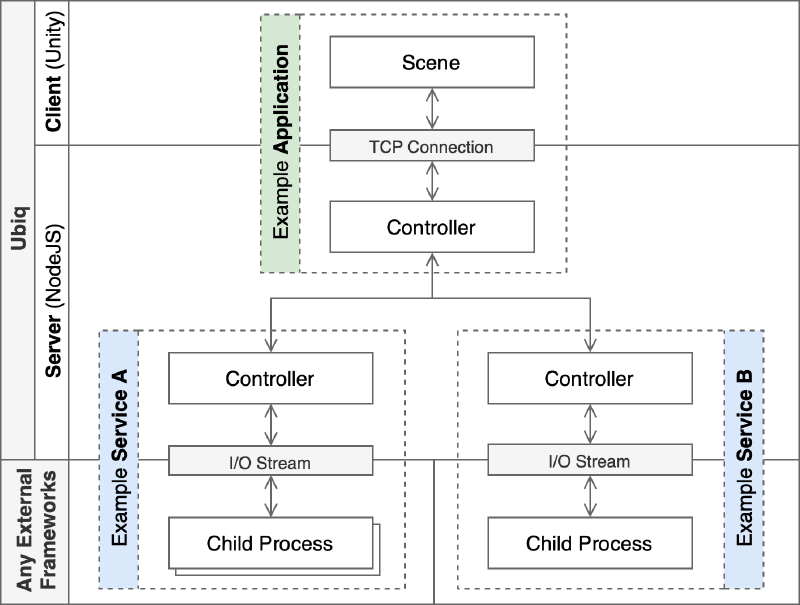 Ubiq
Client (Unity)
Example Application
Scene
TCP Connection
Controller
Server (NodeJS)
Example Service A
Controller
I/O Stream
Child Process
Controller
I/O Stream
Child Process
Example Service B
Any External
Frameworks